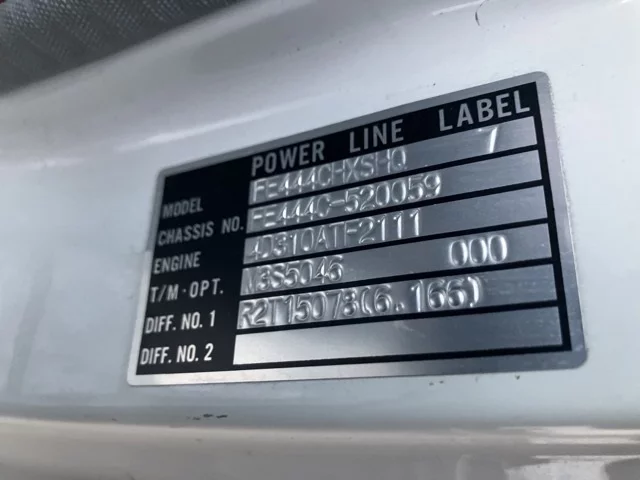 POWER LINE LABEL
MODEL FE444CHXSHQ 7
CHASSIS NO. FE444C-520059
ENGINE 4D310ATF2111
T/M·OPT. M3S5046 000
DIFF. NO. 1 R2T15078(6.166)
DIFF. NO. 2